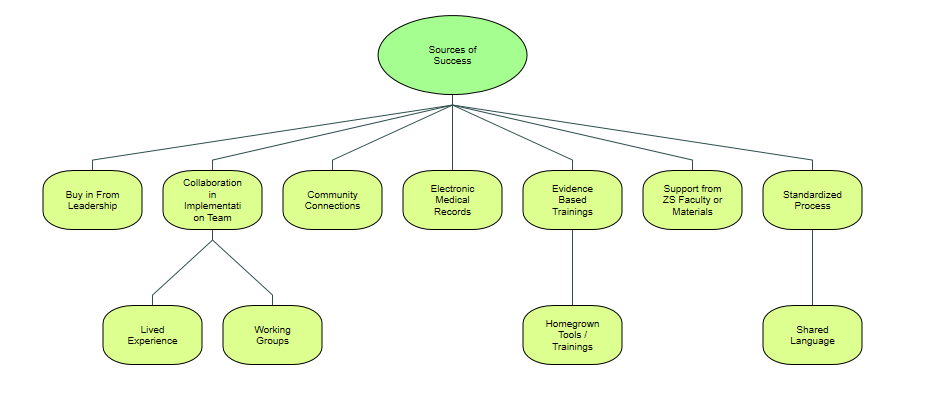 Sources of
Success
Buy in From
Leadership
Collaboration
in
Implementati
on Team
Community
Connections
Electronic
Medical
Records
Evidence
Based
Trainings
Support from
ZS Faculty or
Materials
Standardized
Process
Lived
Experience
Working
Groups
Homegrown
Tools /
Trainings
Shared
Language